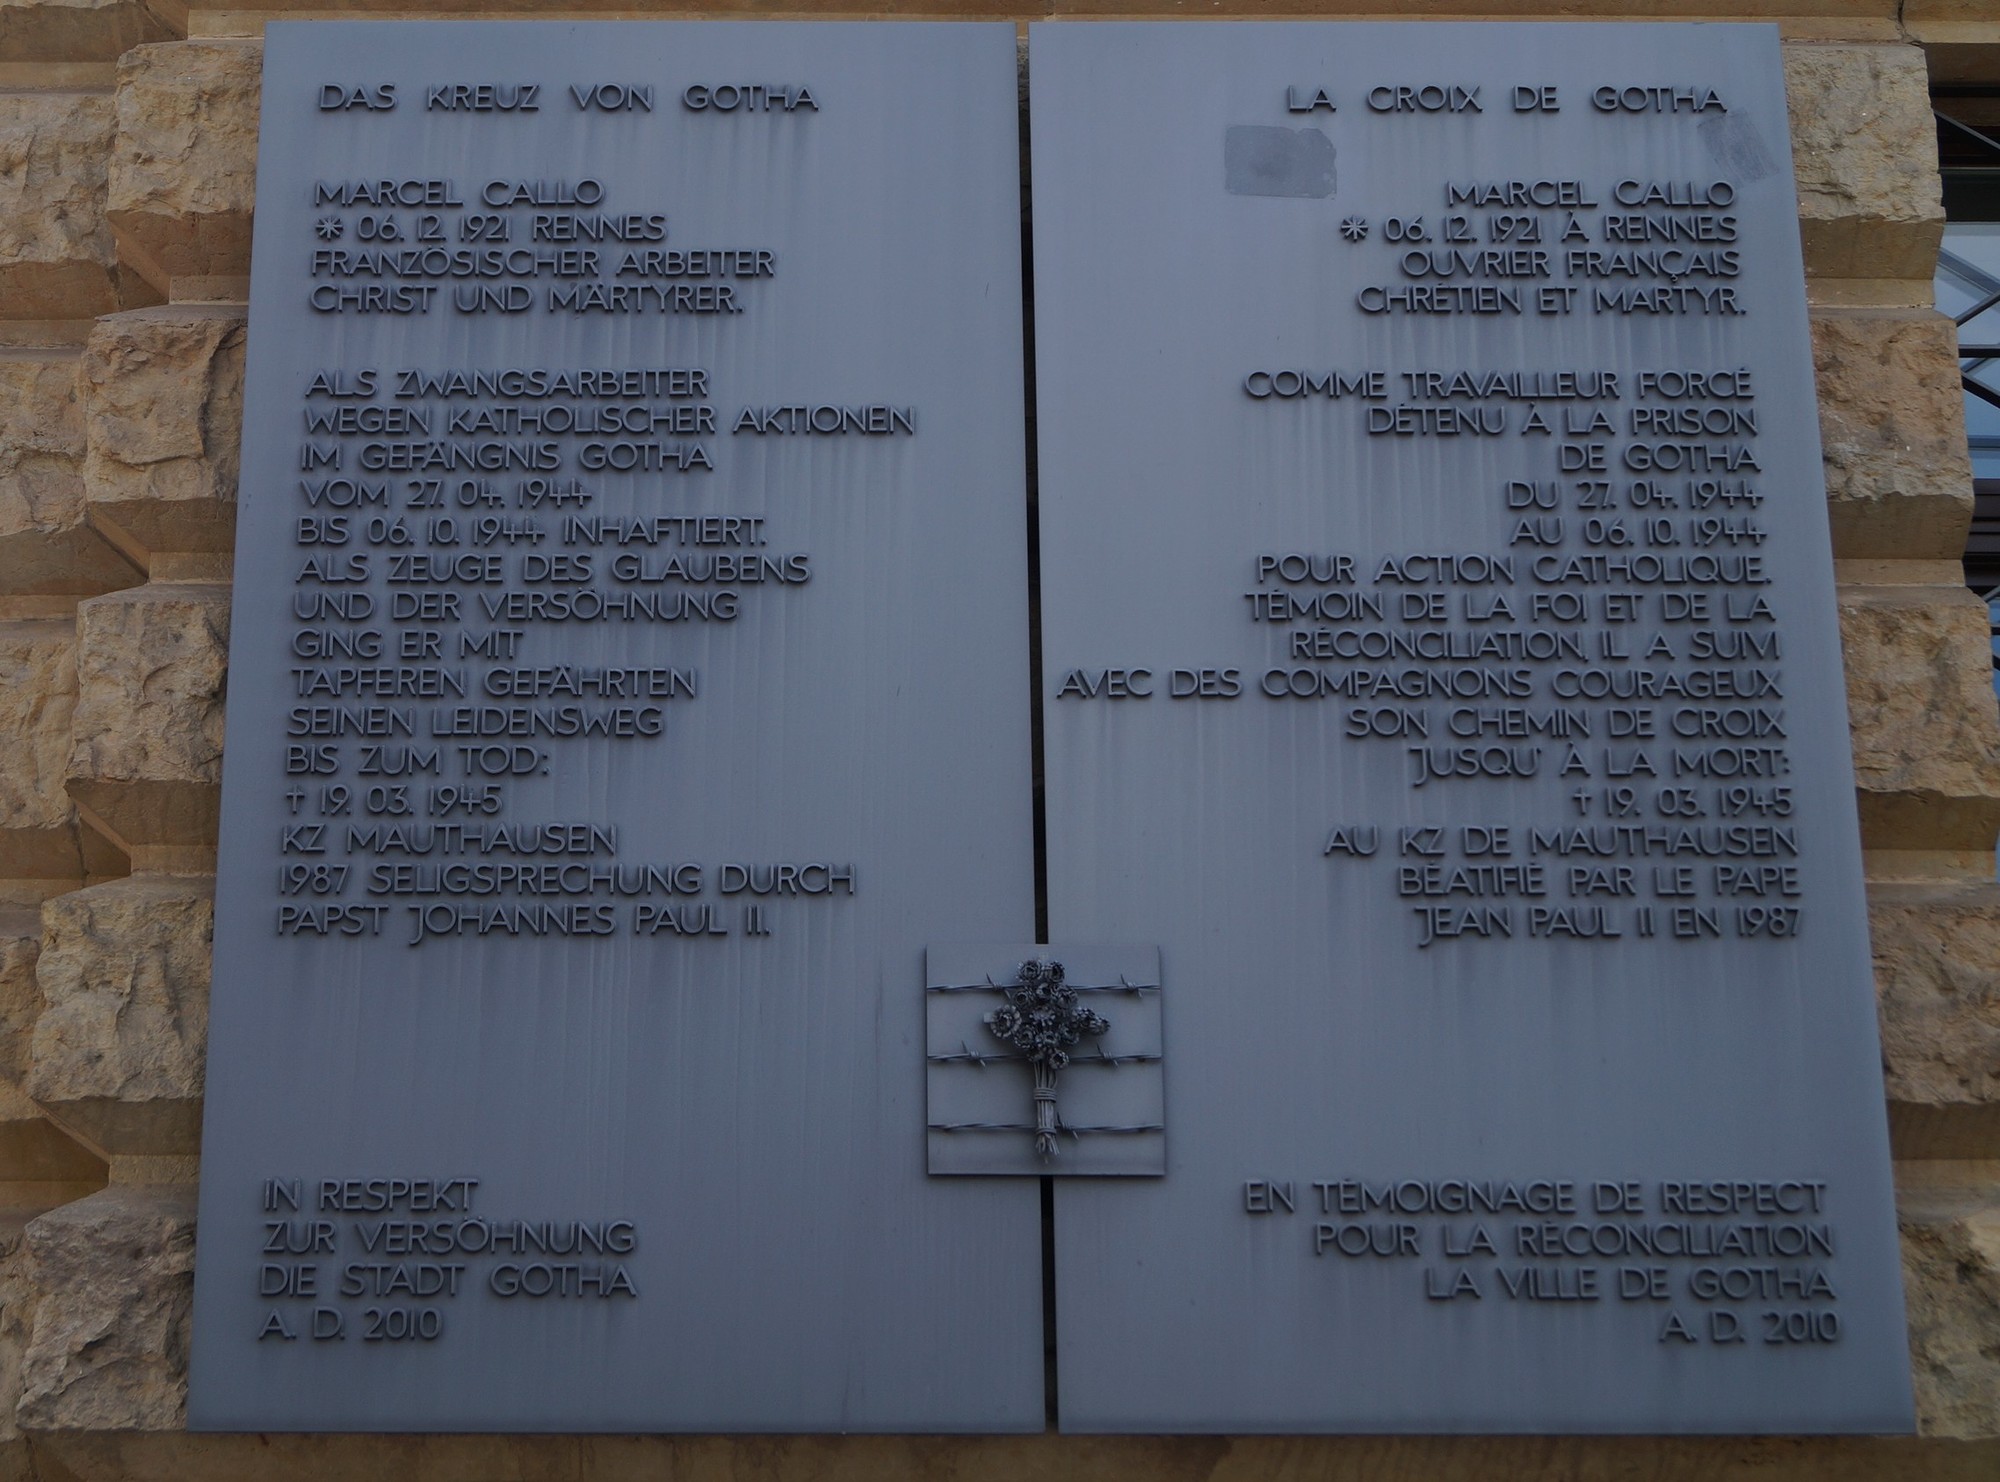 DAS KREUZ VON GOTHA
MARCEL CALLO
* 06. 12. 1921 RENNES
FRANZÖSISCHER ARBEITER
CHRIST UND MÄRTYRER.
ALS ZWANGSARBEITER
WEGEN KATHOLISCHER AKTIONEN
IM GEFÄNGNIS GOTHA
VOM 27. 04. 1944
BIS 06. 10. 1944 INHAFTIERT.
ALS ZEUGE DES GLAUBENS
UND DER VERSÖHNUNG
GING ER MIT
TAPFEREN GEFÄHRTEN
SEINEN LEIDENSWEG
BIS ZUM TOD:
† 19. 03. 1945
KZ MAUTHAUSEN
1987 SELIGSPRECHUNG DURCH
PAPST JOHANNES PAUL II.
IN RESPEKT
ZUR VERSÖHNUNG
DIE STADT GOTHA
A. D. 2010
LA CROIX DE GOTHA
MARCEL CALLO
* 06. 12. 1921 À RENNES
OUVRIER FRANÇAIS
CHRÉTIEN ET MARTYR.
COMME TRAVAILLEUR FORCÉ
DÉTENU À LA PRISON
DE GOTHA
DU 27. 04. 1944
AU 06. 10. 1944
POUR ACTION CATHOLIQUE.
TÉMOIN DE LA FOI ET DE LA
RÉCONCILIATION, IL A SUIVI
AVEC DES COMPAGNONS COURAGEUX
SON CHEMIN DE CROIX
JUSQU' À LA MORT:
† 19. 03. 1945
AU KZ DE MAUTHAUSEN
BÉATIFIÉ PAR LE PAPE
JEAN PAUL II EN 1987
EN TÉMOIGNAGE DE RESPECT
POUR LA RÉCONCILIATION
LA VILLE DE GOTHA
A. D. 2010